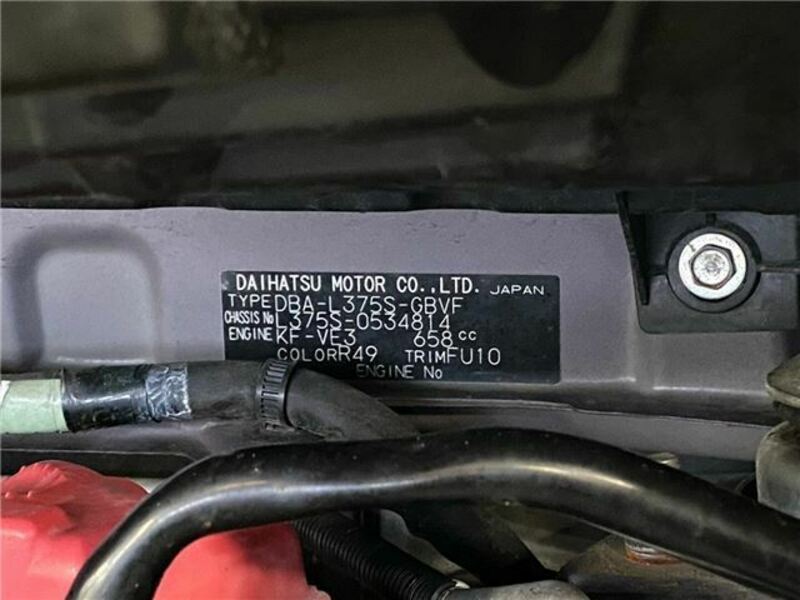 DAIHATSU MOTOR CO.,LTD. JAPAN
TYPE DBA-L375S-GBVF
CHASSIS No L375S-0534814
ENGINE KF-VE3 658 cc
COLOR R49 TRIM FU10
ENGINE No